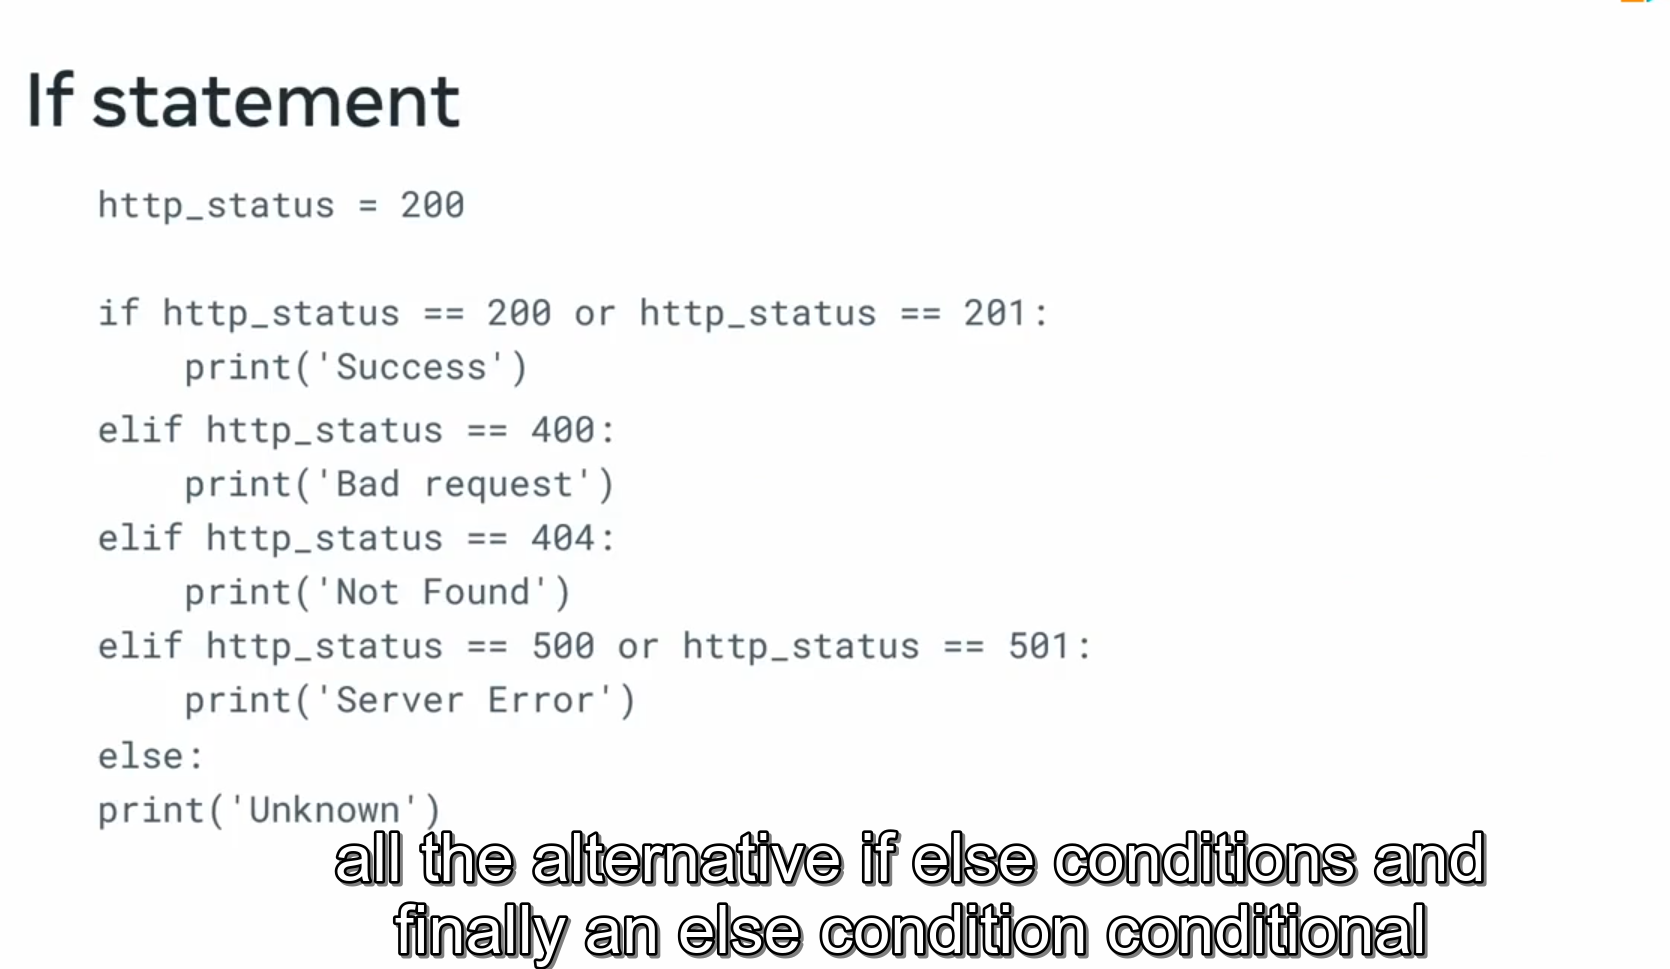 If statement
http_status = 200
if http_status == 200 or http_status == 201:
    print('Success')
elif http_status == 400:
    print('Bad request')
elif http_status == 404:
    print('Not Found')
elif http_status == 500 or http_status == 501:
    print('Server Error')
else:
print('Unknown')
all the alternative if else conditions and
finally an else condition conditional